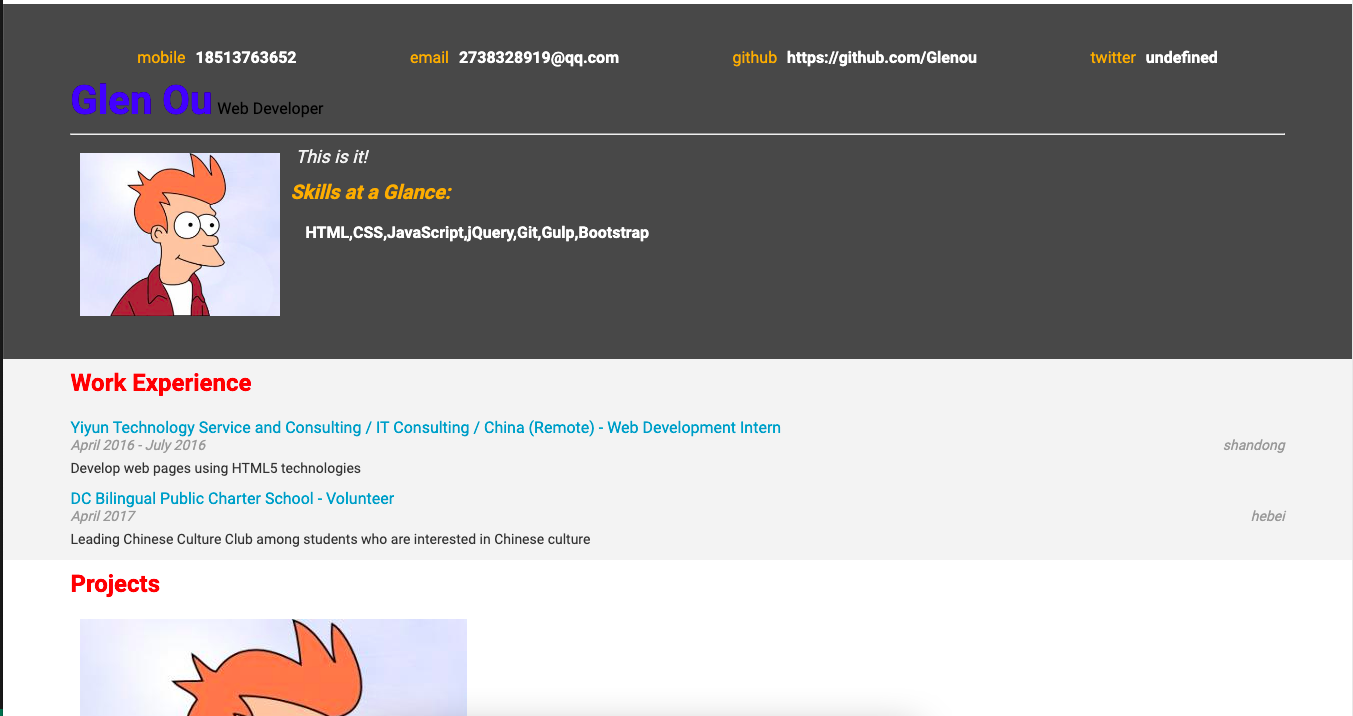 mobile 18513763652 email 2738328919@qq.com github https://github.com/Glenou twitter undefined
Glen Ou Web Developer
This is it!
Skills at a Glance:
HTML,CSS,JavaScript,jQuery,Git,Gulp,Bootstrap
Work Experience
Yiyun Technology Service and Consulting / IT Consulting / China (Remote) - Web Development Intern
April 2016 - July 2016 shandong
Develop web pages using HTML5 technologies
DC Bilingual Public Charter School - Volunteer
April 2017 hebei
Leading Chinese Culture Club among students who are interested in Chinese culture
Projects